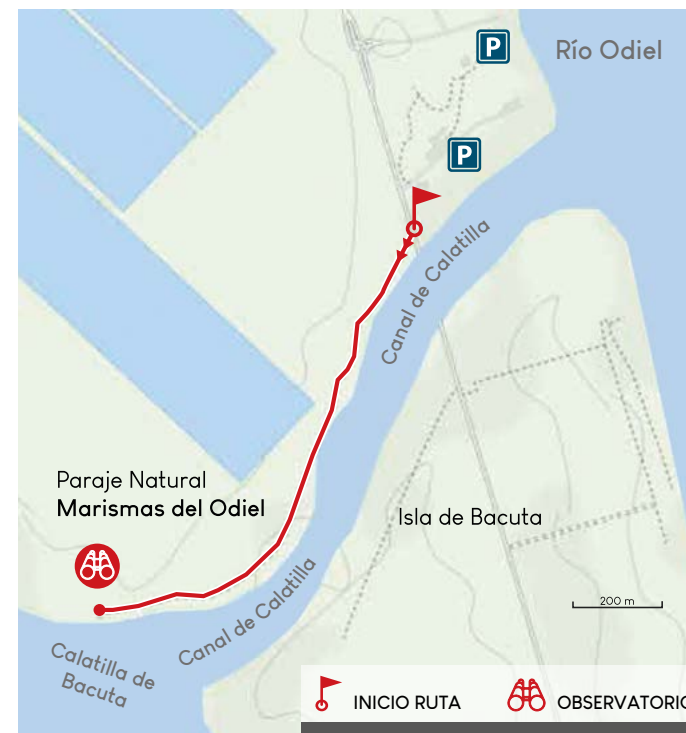 P
Río Odiel
P
Canal de Calatilla
Paraje Natural
Marismas del Odiel
Isla de Bacuta
200 m
Canal de Calatilla
Calatilla de
Bacuta
INICIO RUTA
OBSERVATORIO